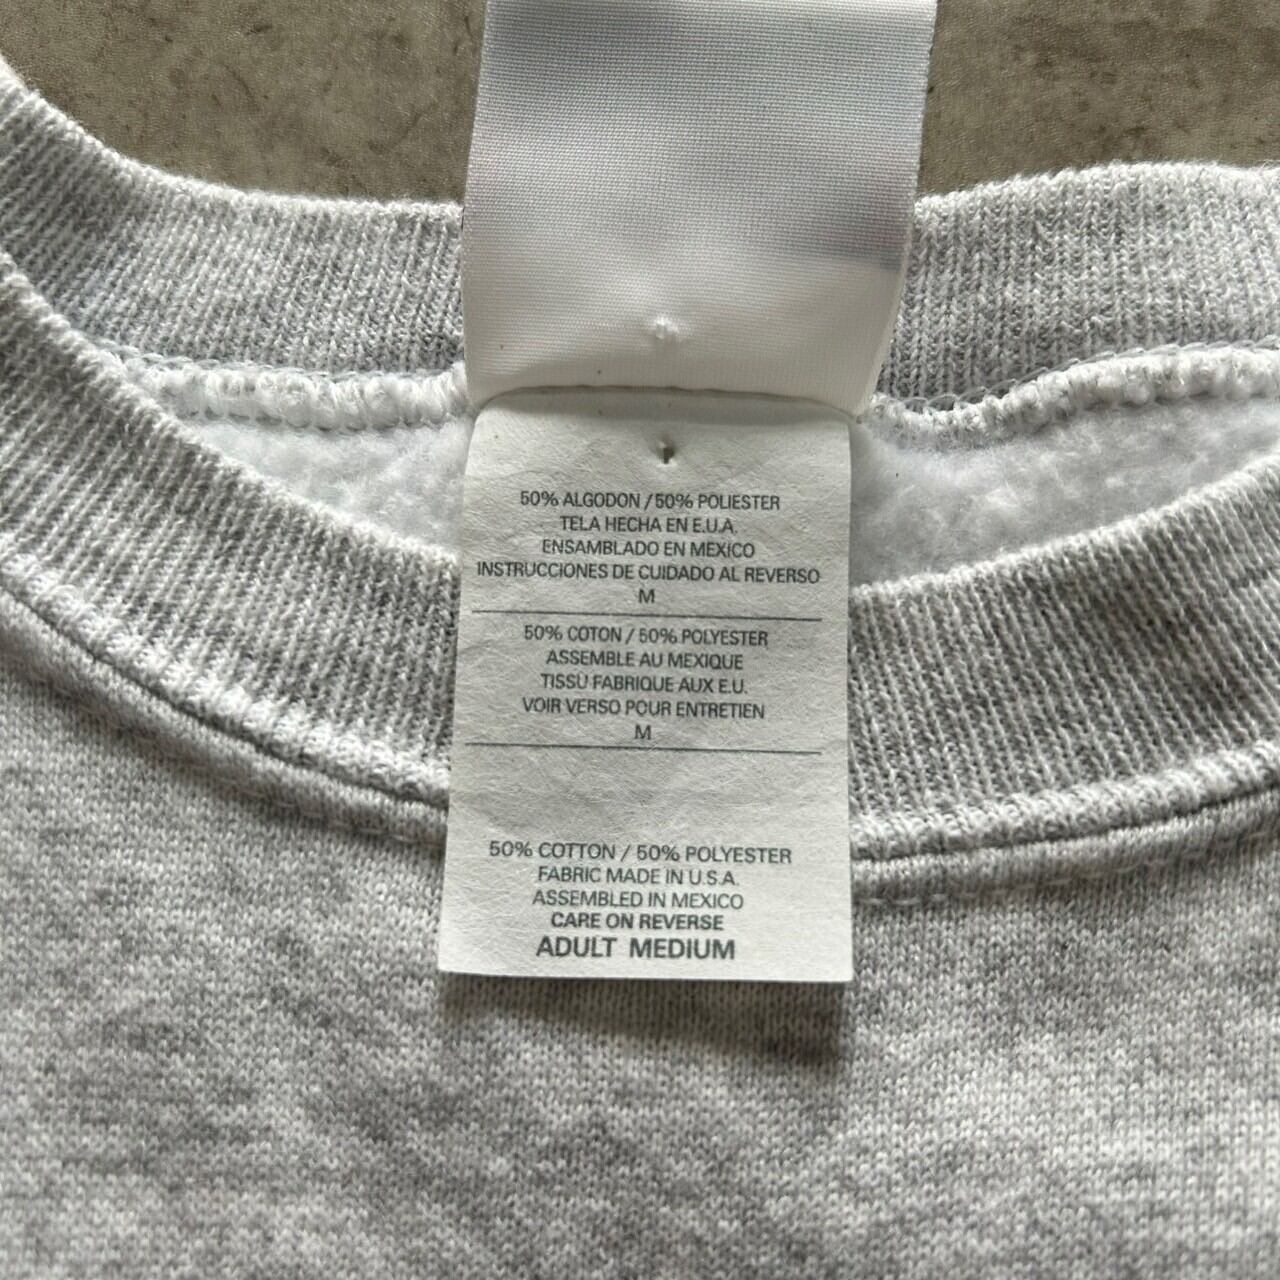 50% ALGODON / 50% POLIESTER
TELA HECHA EN E.U.A.
ENSAMBLADO EN MEXICO
INSTRUCCIONES DE CUIDADO AL REVERSO
M
50% COTON / 50% POLYESTER
ASSEMBLE AU MEXIQUE
TISSU FABRIQUE AUX E.U.
VOIR VERSO POUR ENTRETIEN
M
50% COTTON / 50% POLYESTER
FABRIC MADE IN U.S.A.
ASSEMBLED IN MEXICO
CARE ON REVERSE
ADULT MEDIUM